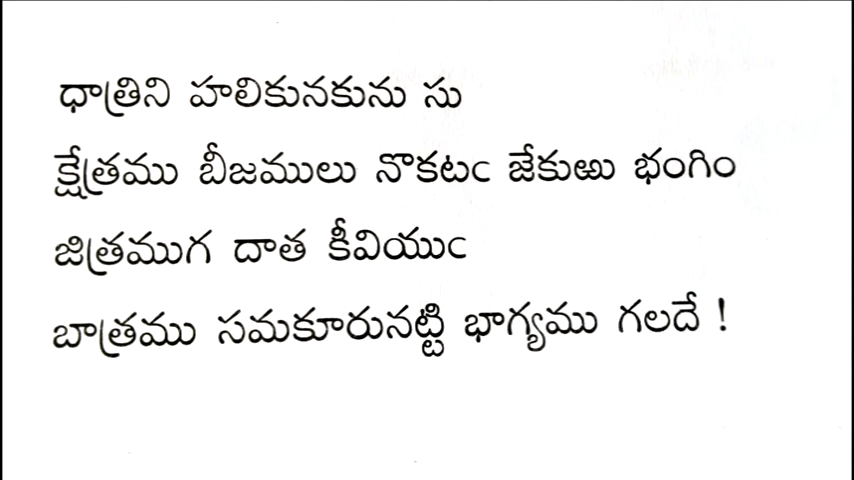 ధాత్రిని హలికునకును సు
క్షేత్రము బీజములు నొకటఁ జేకుఱు భంగిం
జిత్రముగ దాత కీవియుఁ
బాత్రము సమకూరునట్టి భాగ్యము గలదే !